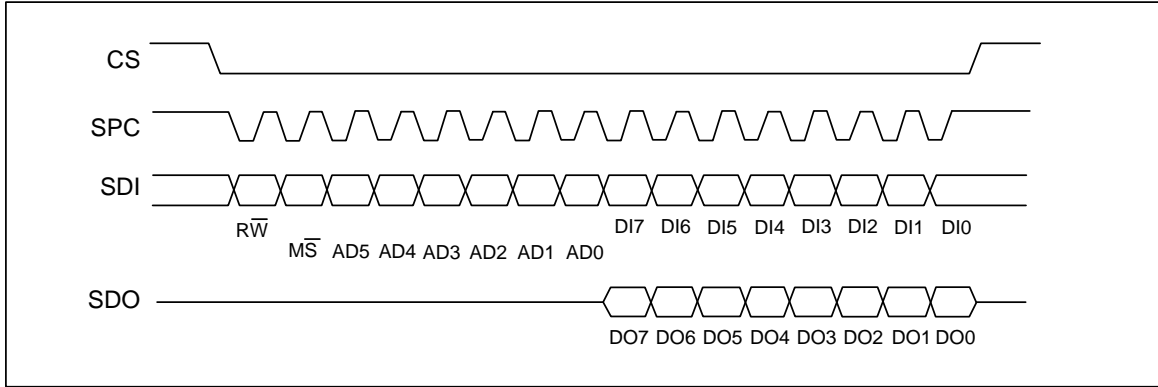 CS
SPC
SDI
RW̅ DI7 DI6 DI5 DI4 DI3 DI2 DI1 DI0
MS̅ AD5 AD4 AD3 AD2 AD1 AD0
SDO
DO7 DO6 DO5 DO4 DO3 DO2 DO1 DO0